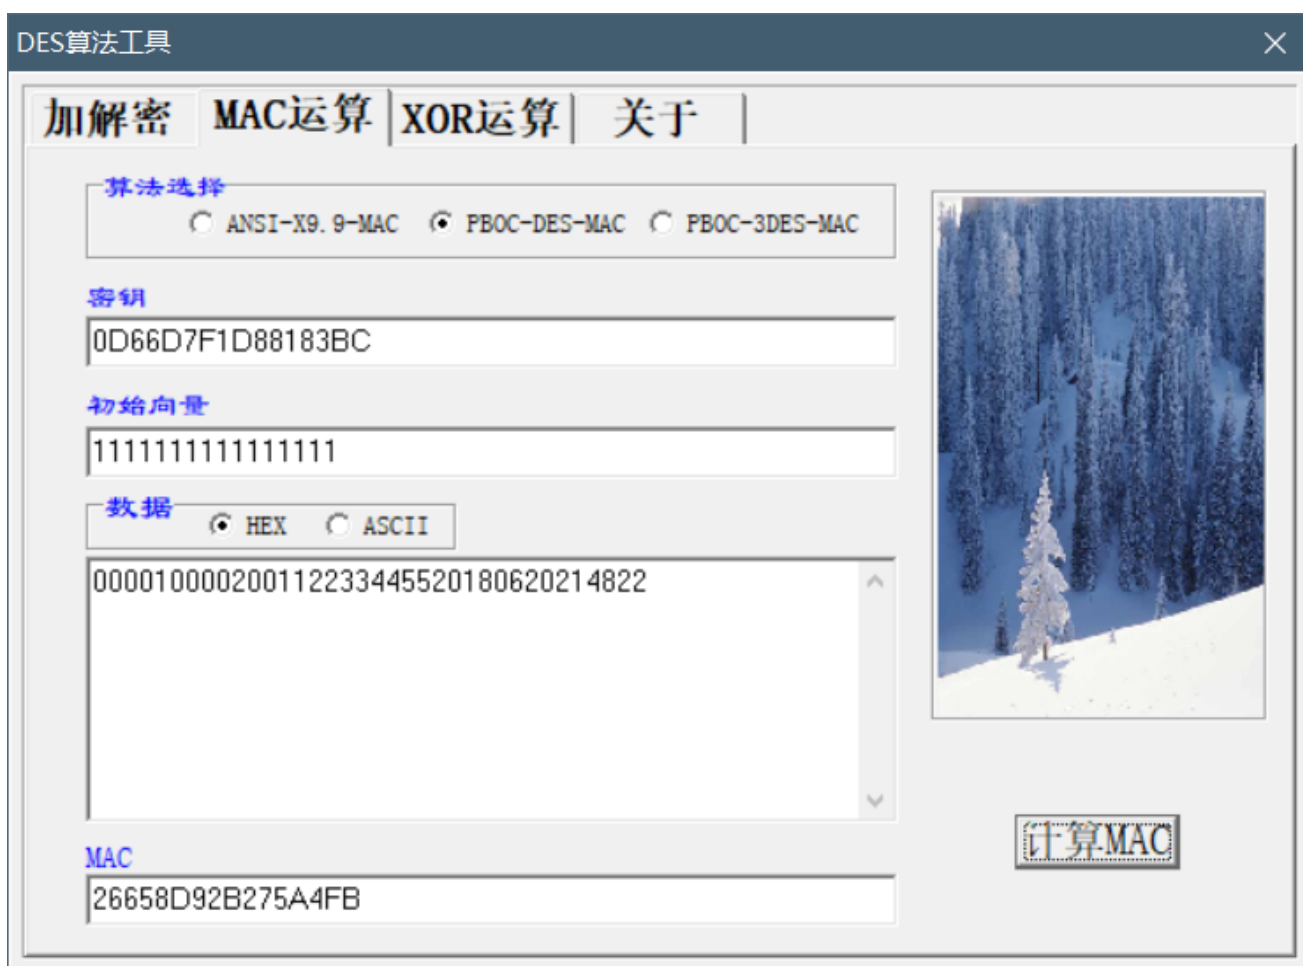 DES算法工具
加解密 MAC运算 XOR运算 关于
算法选择
ANSI-X9.9-MAC PBOC-DES-MAC PBOC-3DES-MAC
密钥
0D66D7F1D88183BC
初始向量
1111111111111111
数据 HEX ASCII
000010000200112233445520180620214822
计算MAC
MAC
26658D92B275A4FB